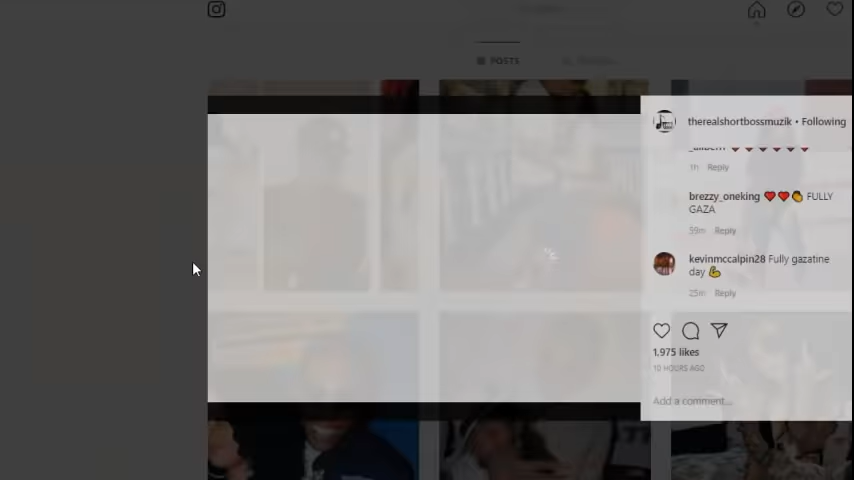 POSTS
therealshortbossmuzik • Following
1h Reply
brezzy_oneking ❤️❤️👏 FULLY
GAZA
59m Reply
kevinmccalpin28 Fully gazatine
day 💪
25m Reply
1,975 likes
10 HOURS AGO
Add a comment...